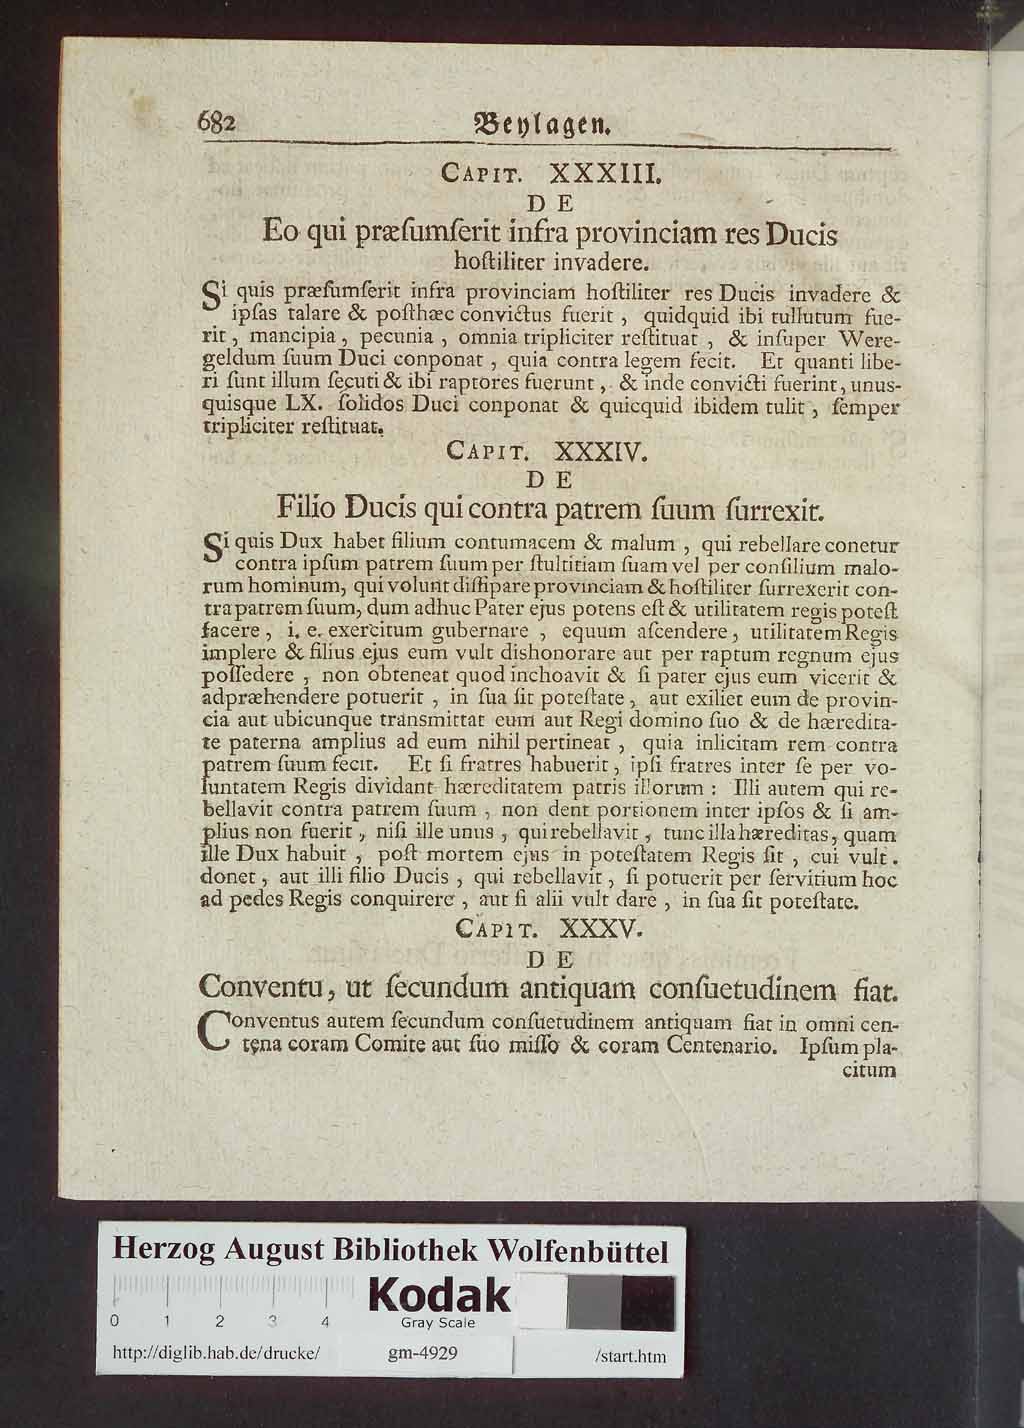 682 Beylagen.
CAPIT. XXXIII.
DE
Eo qui præſumſerit infra provinciam res Ducis
hoſtiliter invadere.
Si quis præſumſerit infra provinciam hoſtiliter res Ducis invadere &
ipſas talare & poſthæc convictus fuerit , quidquid ibi tullutum fue-
rit , mancipia , pecunia , omnia tripliciter reſtituat , & inſuper Were-
geldum ſuum Duci conponat , quia contra legem fecit. Et quanti libe-
ri ſunt illum ſecuti & ibi raptores fuerunt , & inde convicti fuerint, unus-
quisque LX. ſolidos Duci conponat & quicquid ibidem tulit , ſemper
tripliciter reſtituat.
CAPIT. XXXIV.
DE
Filio Ducis qui contra patrem ſuum ſurrexit.
Si quis Dux habet filium contumacem & malum , qui rebellare conetur
contra ipſum patrem ſuum per ſtultitiam ſuam vel per conſilium malo-
rum hominum, qui volunt diſſipare provinciam & hoſtiliter ſurrexerit con-
tra patrem ſuum, dum adhuc Pater ejus potens eſt & utilitatem regis poteſt
facere , i. e. exercitum gubernare , equum aſcendere, utilitatem Regis
implere & filius ejus eum vult dishonorare aut per raptum regnum ejus
poſſedere , non obteneat quod inchoavit & ſi pater ejus eum vicerit &
adpræhendere potuerit , in ſua ſit poteſtate, aut exiliet eum de provin-
cia aut ubicunque transmittat eum aut Regi domino ſuo & de hæredita-
te paterna amplius ad eum nihil pertineat , quia inlicitam rem contra
patrem ſuum fecit. Et ſi fratres habuerit , ipſi fratres inter ſe per vo-
luntatem Regis dividant hæreditatem patris illorum : Illi autem qui re-
bellavit contra patrem ſuum , non dent portionem inter ipſos & ſi am-
plius non fuerit , niſi ille unus , qui rebellavit , tunc illa hæreditas, quam
ille Dux habuit , poſt mortem ejus in poteſtatem Regis ſit , cui vult .
donet , aut illi filio Ducis , qui rebellavit , ſi potuerit per ſervitium hoc
ad pedes Regis conquirere , aut ſi alii vult dare , in ſua ſit poteſtate.
CAPIT. XXXV.
DE
Conventu, ut ſecundum antiquam conſuetudinem fiat.
Conventus autem ſecundum conſuetudinem antiquam fiat in omni cen-
tena coram Comite aut ſuo miſſo & coram Centenario. Ipſum pla-
citum
Herzog August Bibliothek Wolfenbüttel
Kodak
0 1 2 3 4 Gray Scale
http://diglib.hab.de/drucke/ gm-4929 /start.htm